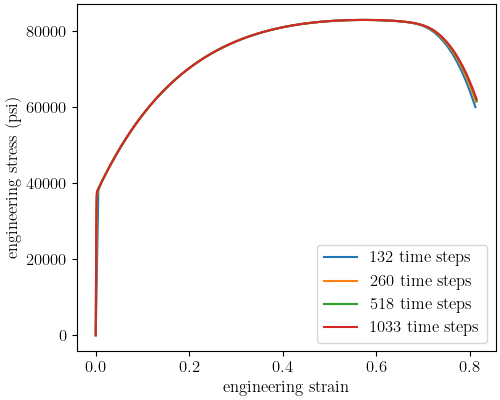 80000
60000
40000
20000
0
engineering stress (psi)
132 time steps
260 time steps
518 time steps
1033 time steps
0.0 0.2 0.4 0.6 0.8
engineering strain